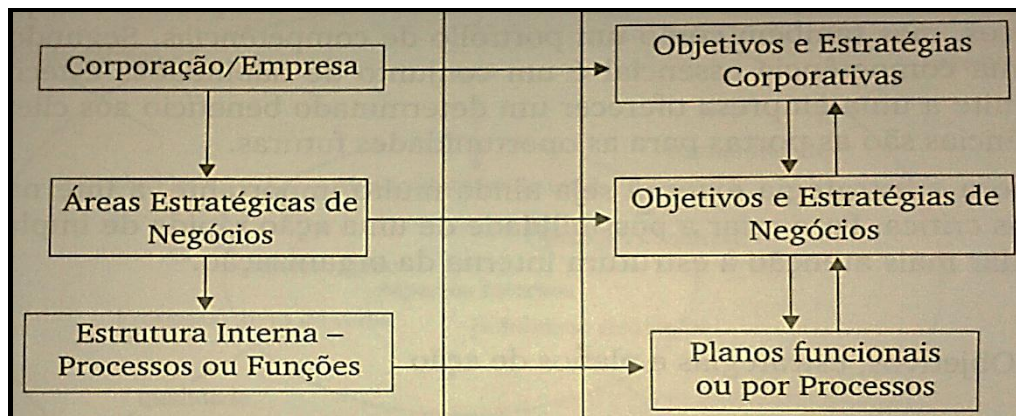 Corporação/Empresa
Objetivos e Estratégias
Corporativas
Áreas Estratégicas de
Negócios
Objetivos e Estratégias de
Negócios
Estrutura Interna –
Processos ou Funções
Planos funcionais
ou por Processos